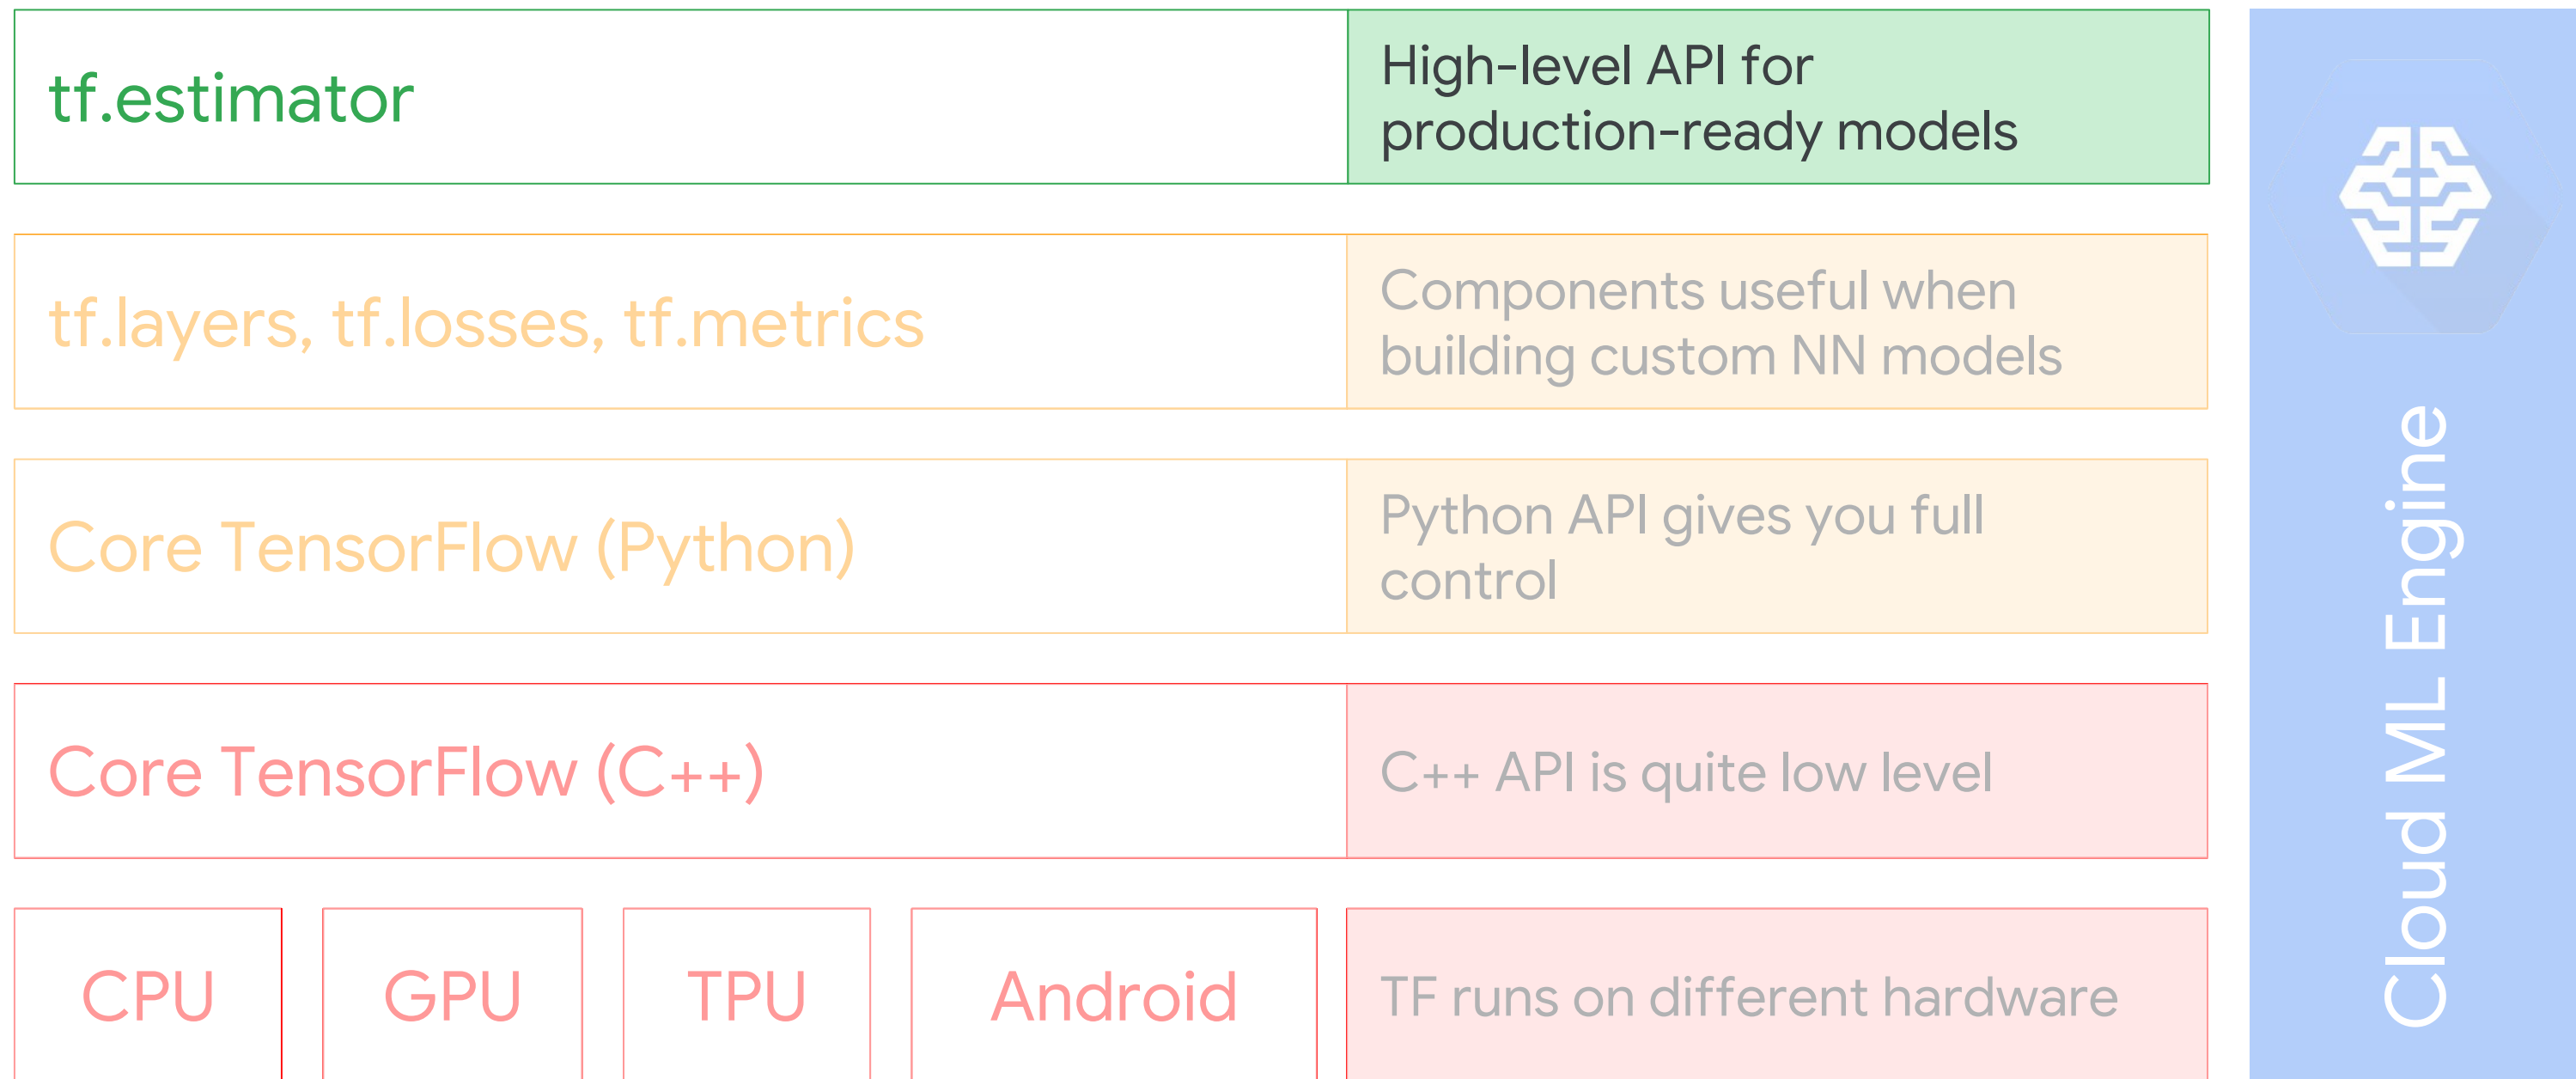 tf.estimator
High-level API for
production-ready models
tf.layers, tf.losses, tf.metrics
Components useful when
building custom NN models
Core TensorFlow (Python)
Python API gives you full
control
Core TensorFlow (C++)
C++ API is quite low level
CPU
GPU
TPU
Android
TF runs on different hardware
Cloud ML Engine